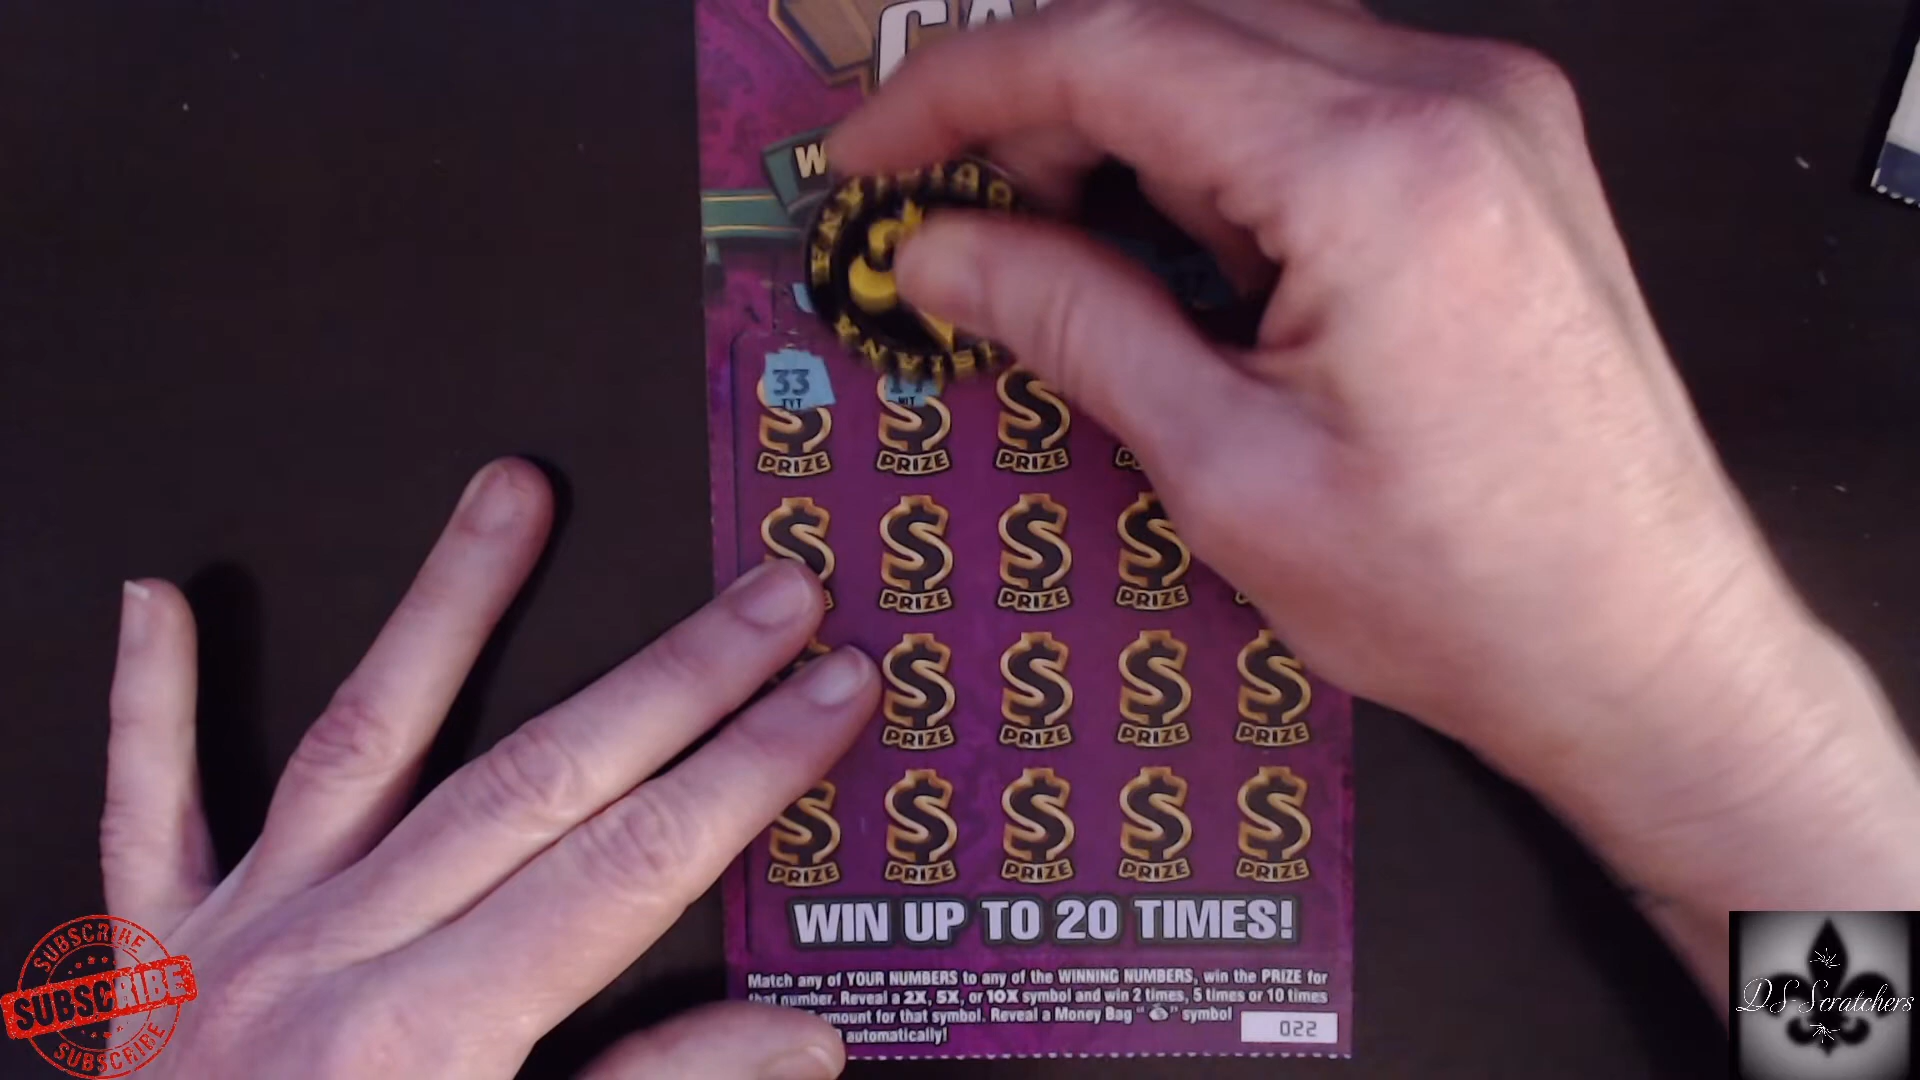 33
TYT
17
NIT
PRIZE PRIZE PRIZE
PRIZE PRIZE PRIZE
PRIZE PRIZE PRIZE PRIZE
PRIZE PRIZE PRIZE PRIZE PRIZE
WIN UP TO 20 TIMES!
Match any of YOUR NUMBERS to any of the WINNING NUMBERS, win the PRIZE for
that number. Reveal a 2X, 5X, or 10X symbol and win 2 times, 5 times or 10 times
amount for that symbol. Reveal a Money Bag " " symbol
automatically!
022
SUBSCRIBE
SUBSCRIBE
SUBSCRIBE
DS-Scratchers